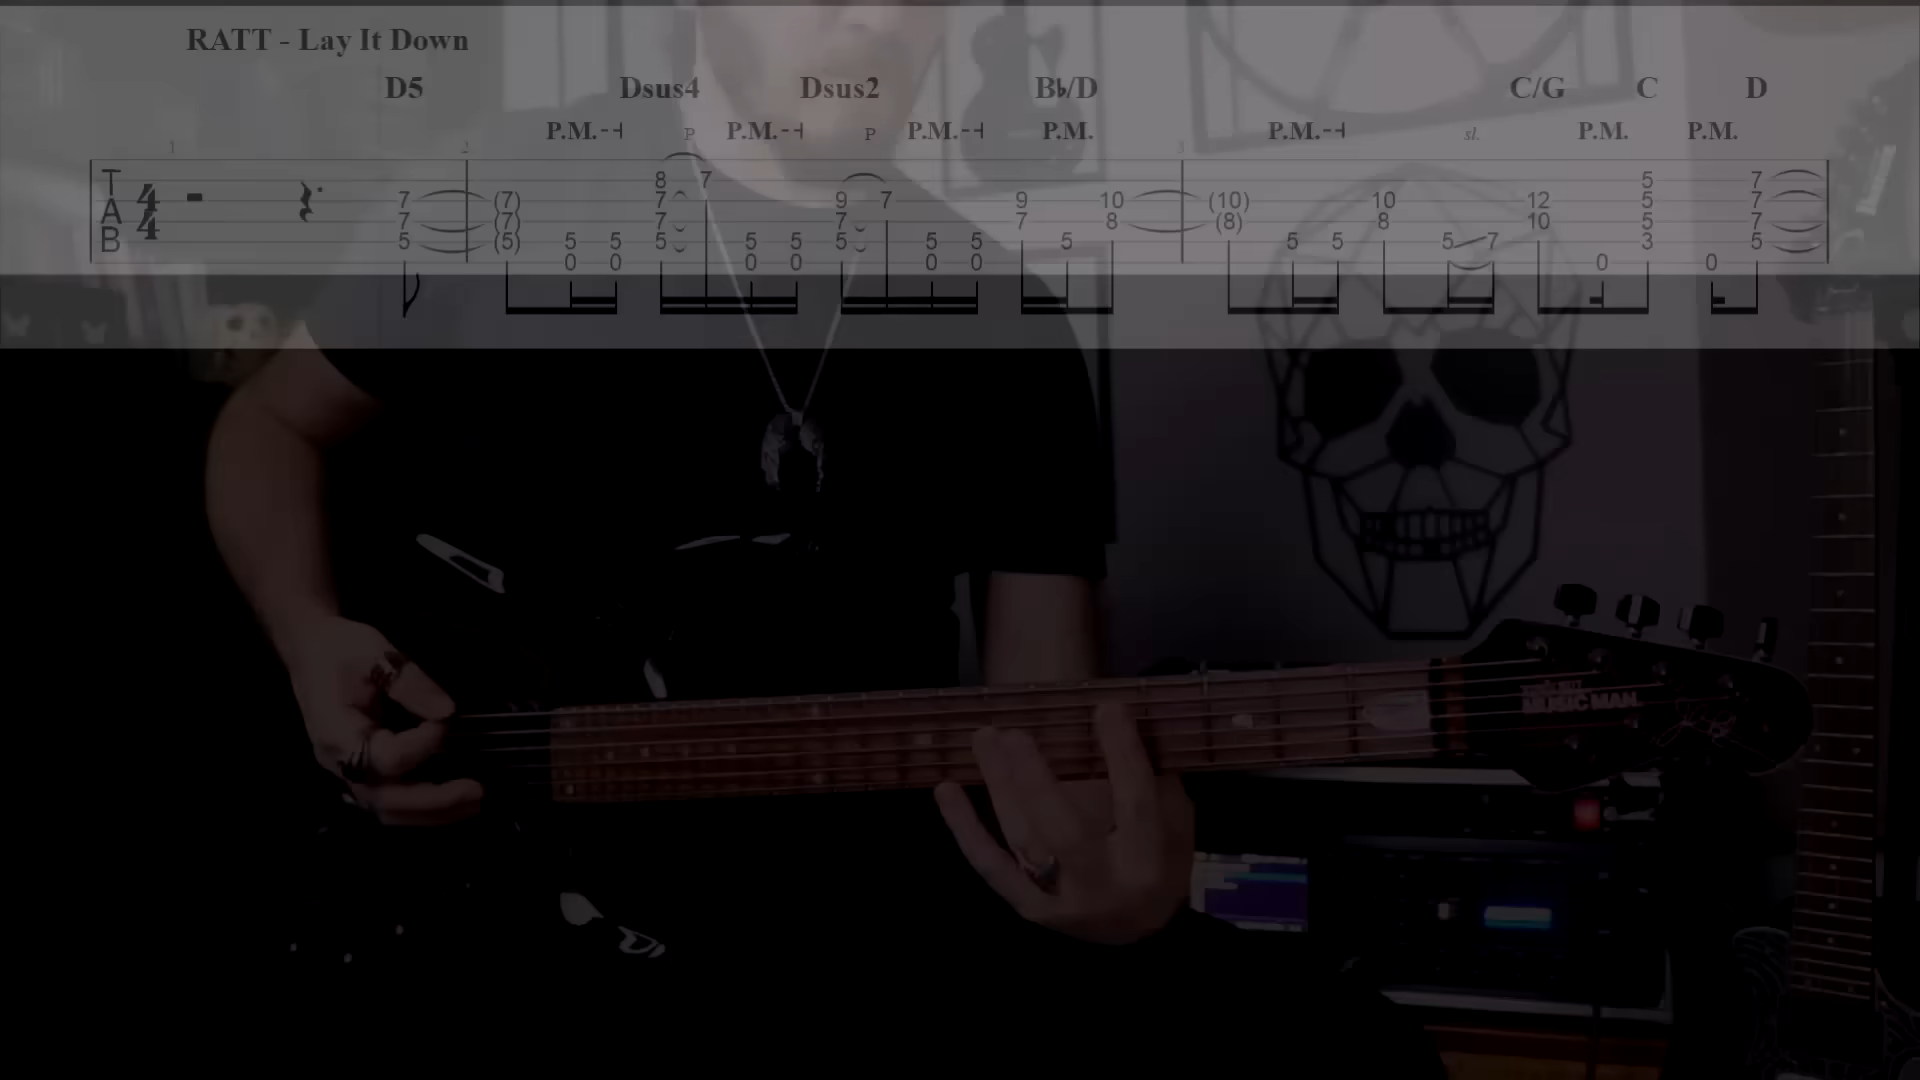 RATT - Lay It Down
D5 Dsus4 Dsus2 B♭/D C/G C D
P.M. P P.M. P P.M. P.M. P.M. sl. P.M. P.M.
1 2 3
T 8 7 5 7
A 4 7 (7) 7 9 7 9 10 (10) 10 12 5 7
4 7 (7) 7 7 7 8 (8) 8 10 5 7
B 5 (5) 5 5 5 5 5 5 5 5 5 5 5 5 7 3 5
0 0 0 0 0 0 0 0
MUSIC MAN